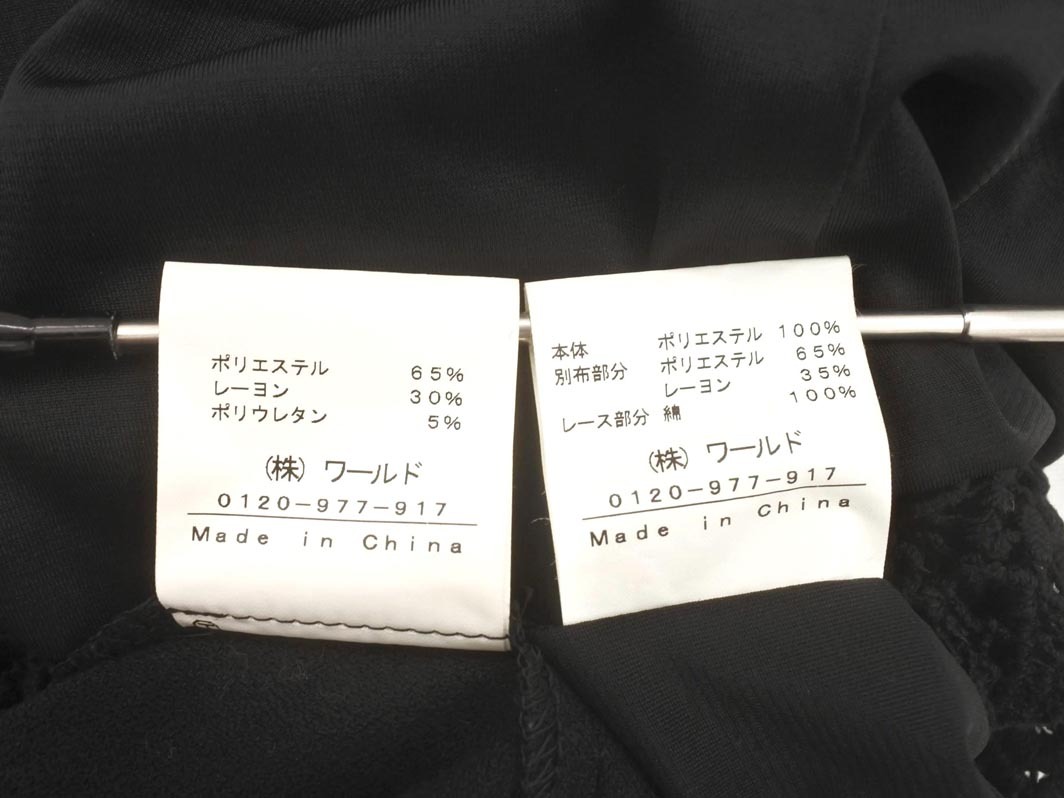 ポリエステル 65%
レーヨン 30%
ポリウレタン 5%
(株) ワールド
0120-977-917
Made in China
本体 ポリエステル 100%
別布部分 ポリエステル 65%
レーヨン 35%
レース部分 綿 100%
(株) ワールド
0120-977-917
Made in China